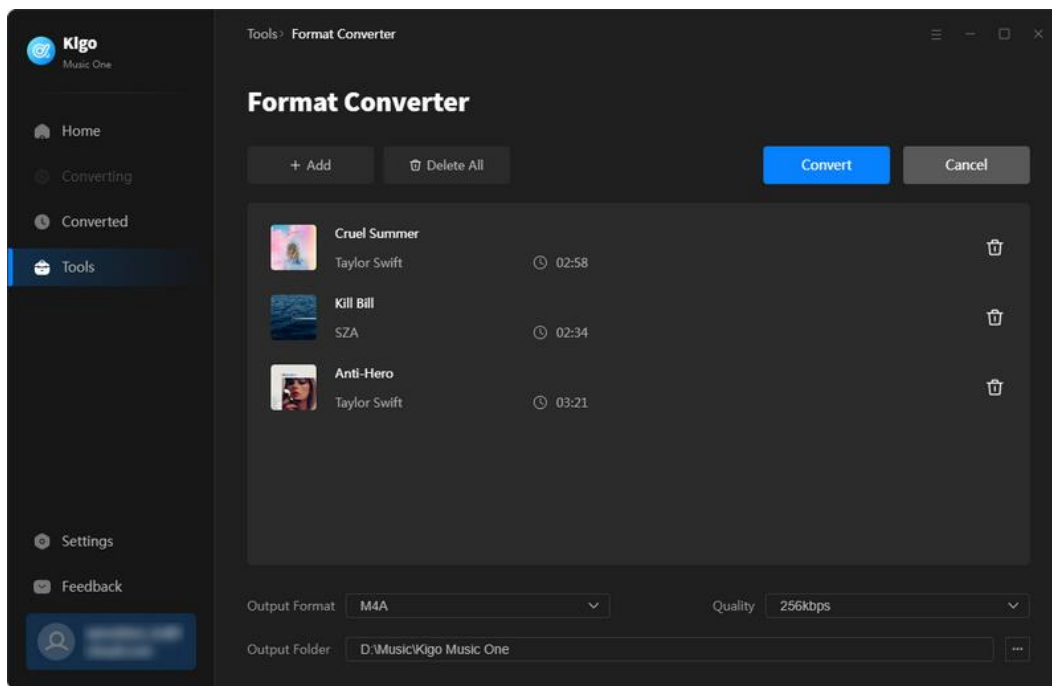 KIgo
Music One
Home
Converting
Converted
Tools
Settings
Feedback
Tools> Format Converter
Format Converter
+ Add
Delete All
Convert
Cancel
Cruel Summer
Taylor Swift
02:58
Kill Bill
SZA
02:34
Anti-Hero
Taylor Swift
03:21
Output Format M4A
Quality 256kbps
Output Folder D:\Music\Kigo Music One
...